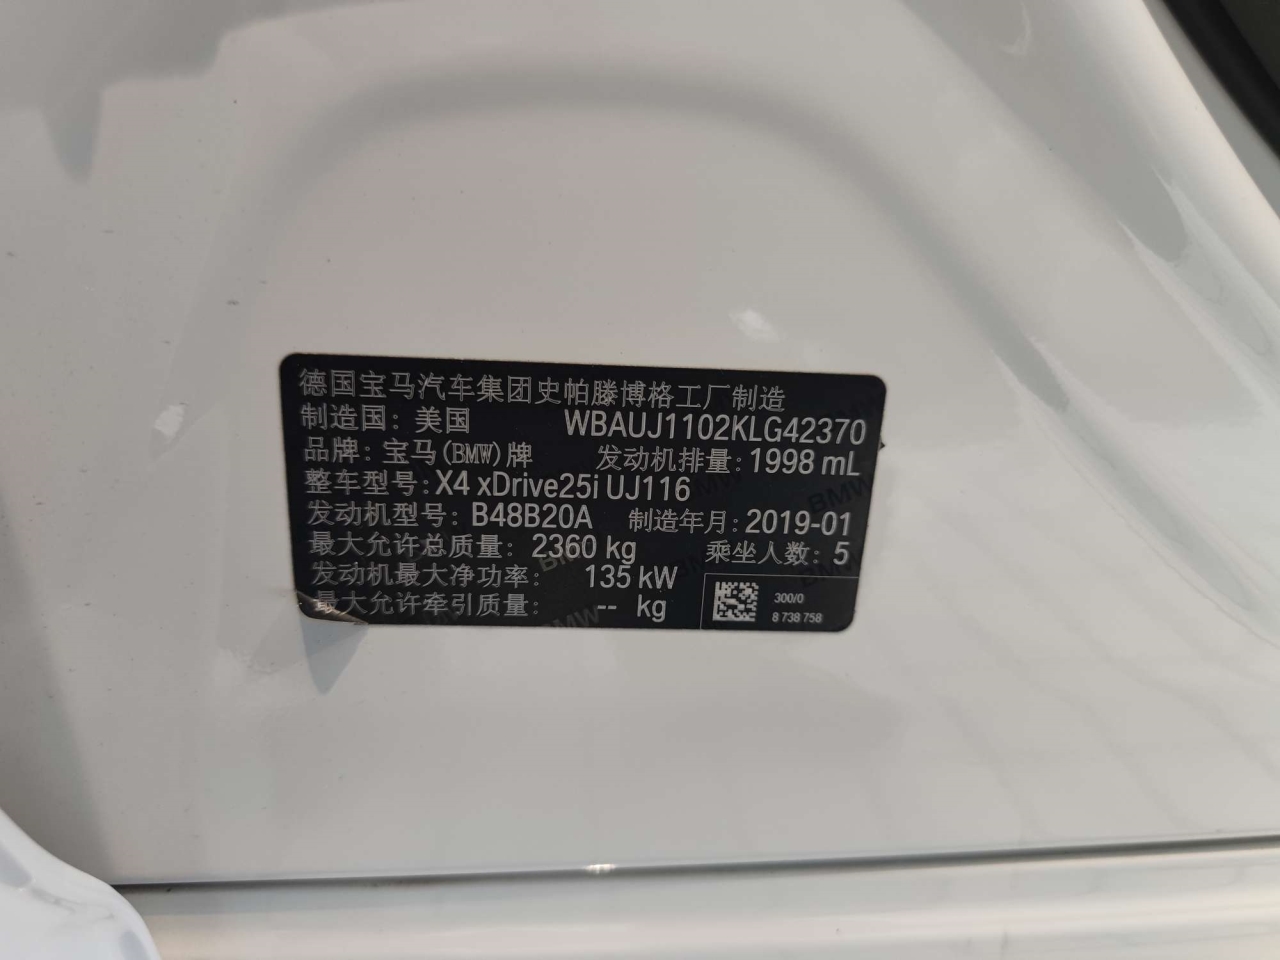 德国宝马汽车集团史帕滕博格工厂制造
制造国：美国 WBAUJ1102KLG42370
品牌：宝马(BMW)牌 发动机排量：1998 mL
整车型号：X4 xDrive25i UJ116
发动机型号：B48B20A 制造年月：2019-01
最大允许总质量：2360 kg 乘坐人数：5
发动机最大净功率：135 kW
最大允许牵引质量：-- kg
300/0
8 738 758